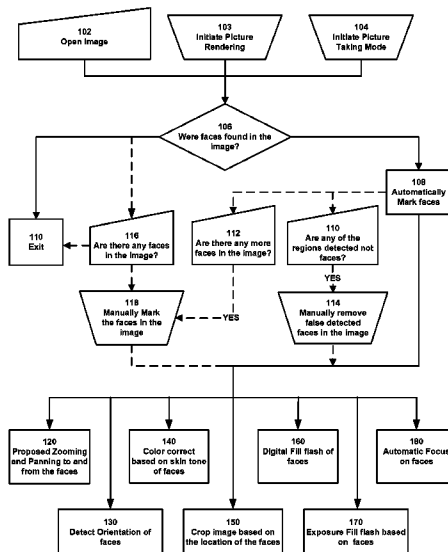 102
Open Image
103
Initiate Picture
Rendering
104
Initiate Picture
Taking Mode
106
Were faces found in the
image?
108
Automatically
Mark faces
110
Exit
116
Are there any faces
in the image?
112
Are there any more
faces in the image?
110
Are any of the
regions detected not
faces?
YES
118
Manually Mark
the faces in the
image
YES
114
Manually remove
false detected
faces in the image
120
Proposed Zooming
and Panning to and
from the faces
140
Color correct
based on skin tone
of faces
160
Digital Fill flash of
faces
180
Automatic Focus
on faces
130
Detect Orientation of
faces
150
Crop image based on
the location of the faces
170
Exposure Fill flash based
on faces